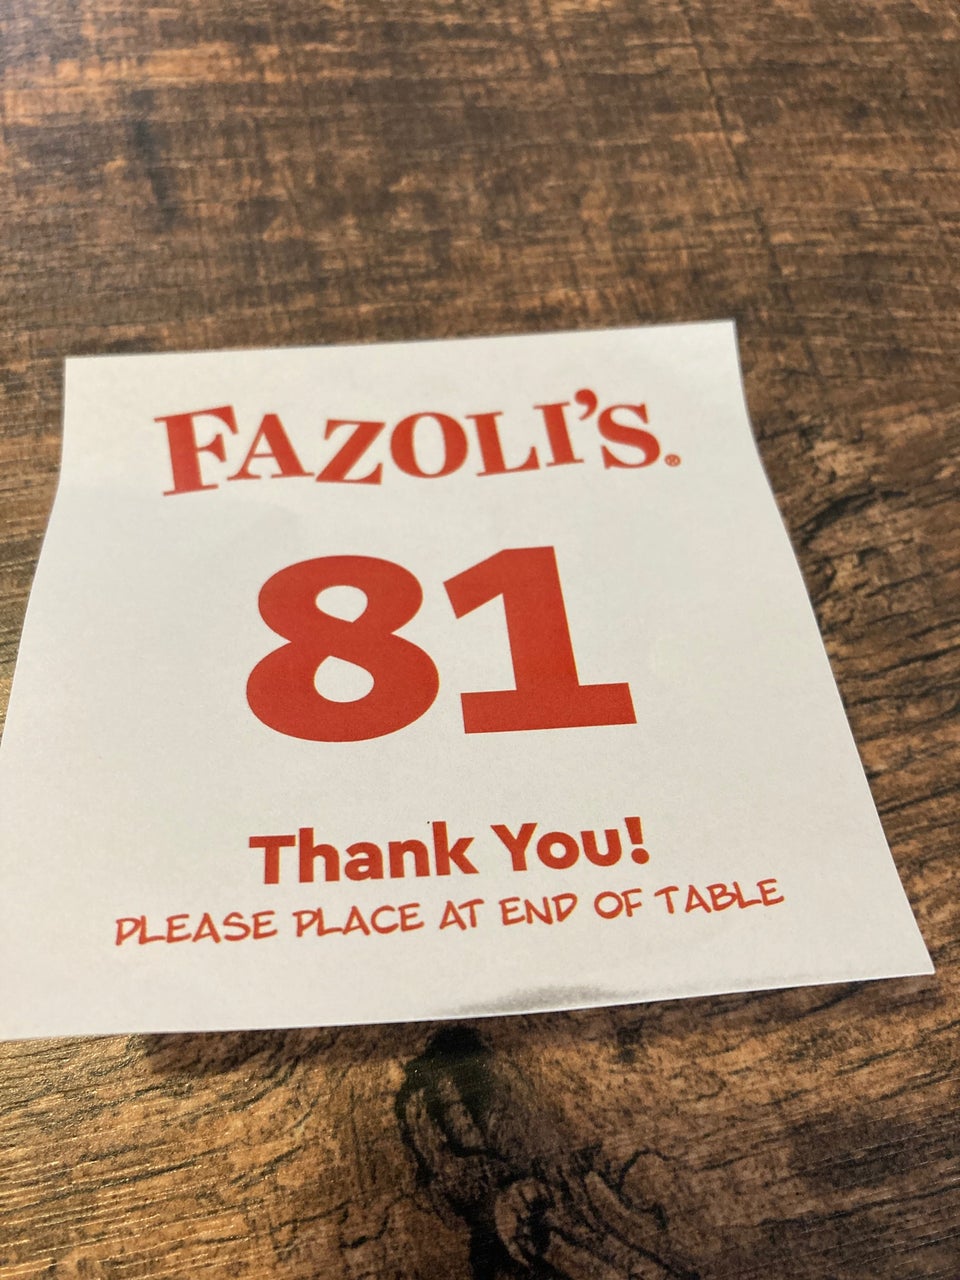 FAZOLI'S®
81
Thank You!
PLEASE PLACE AT END OF TABLE